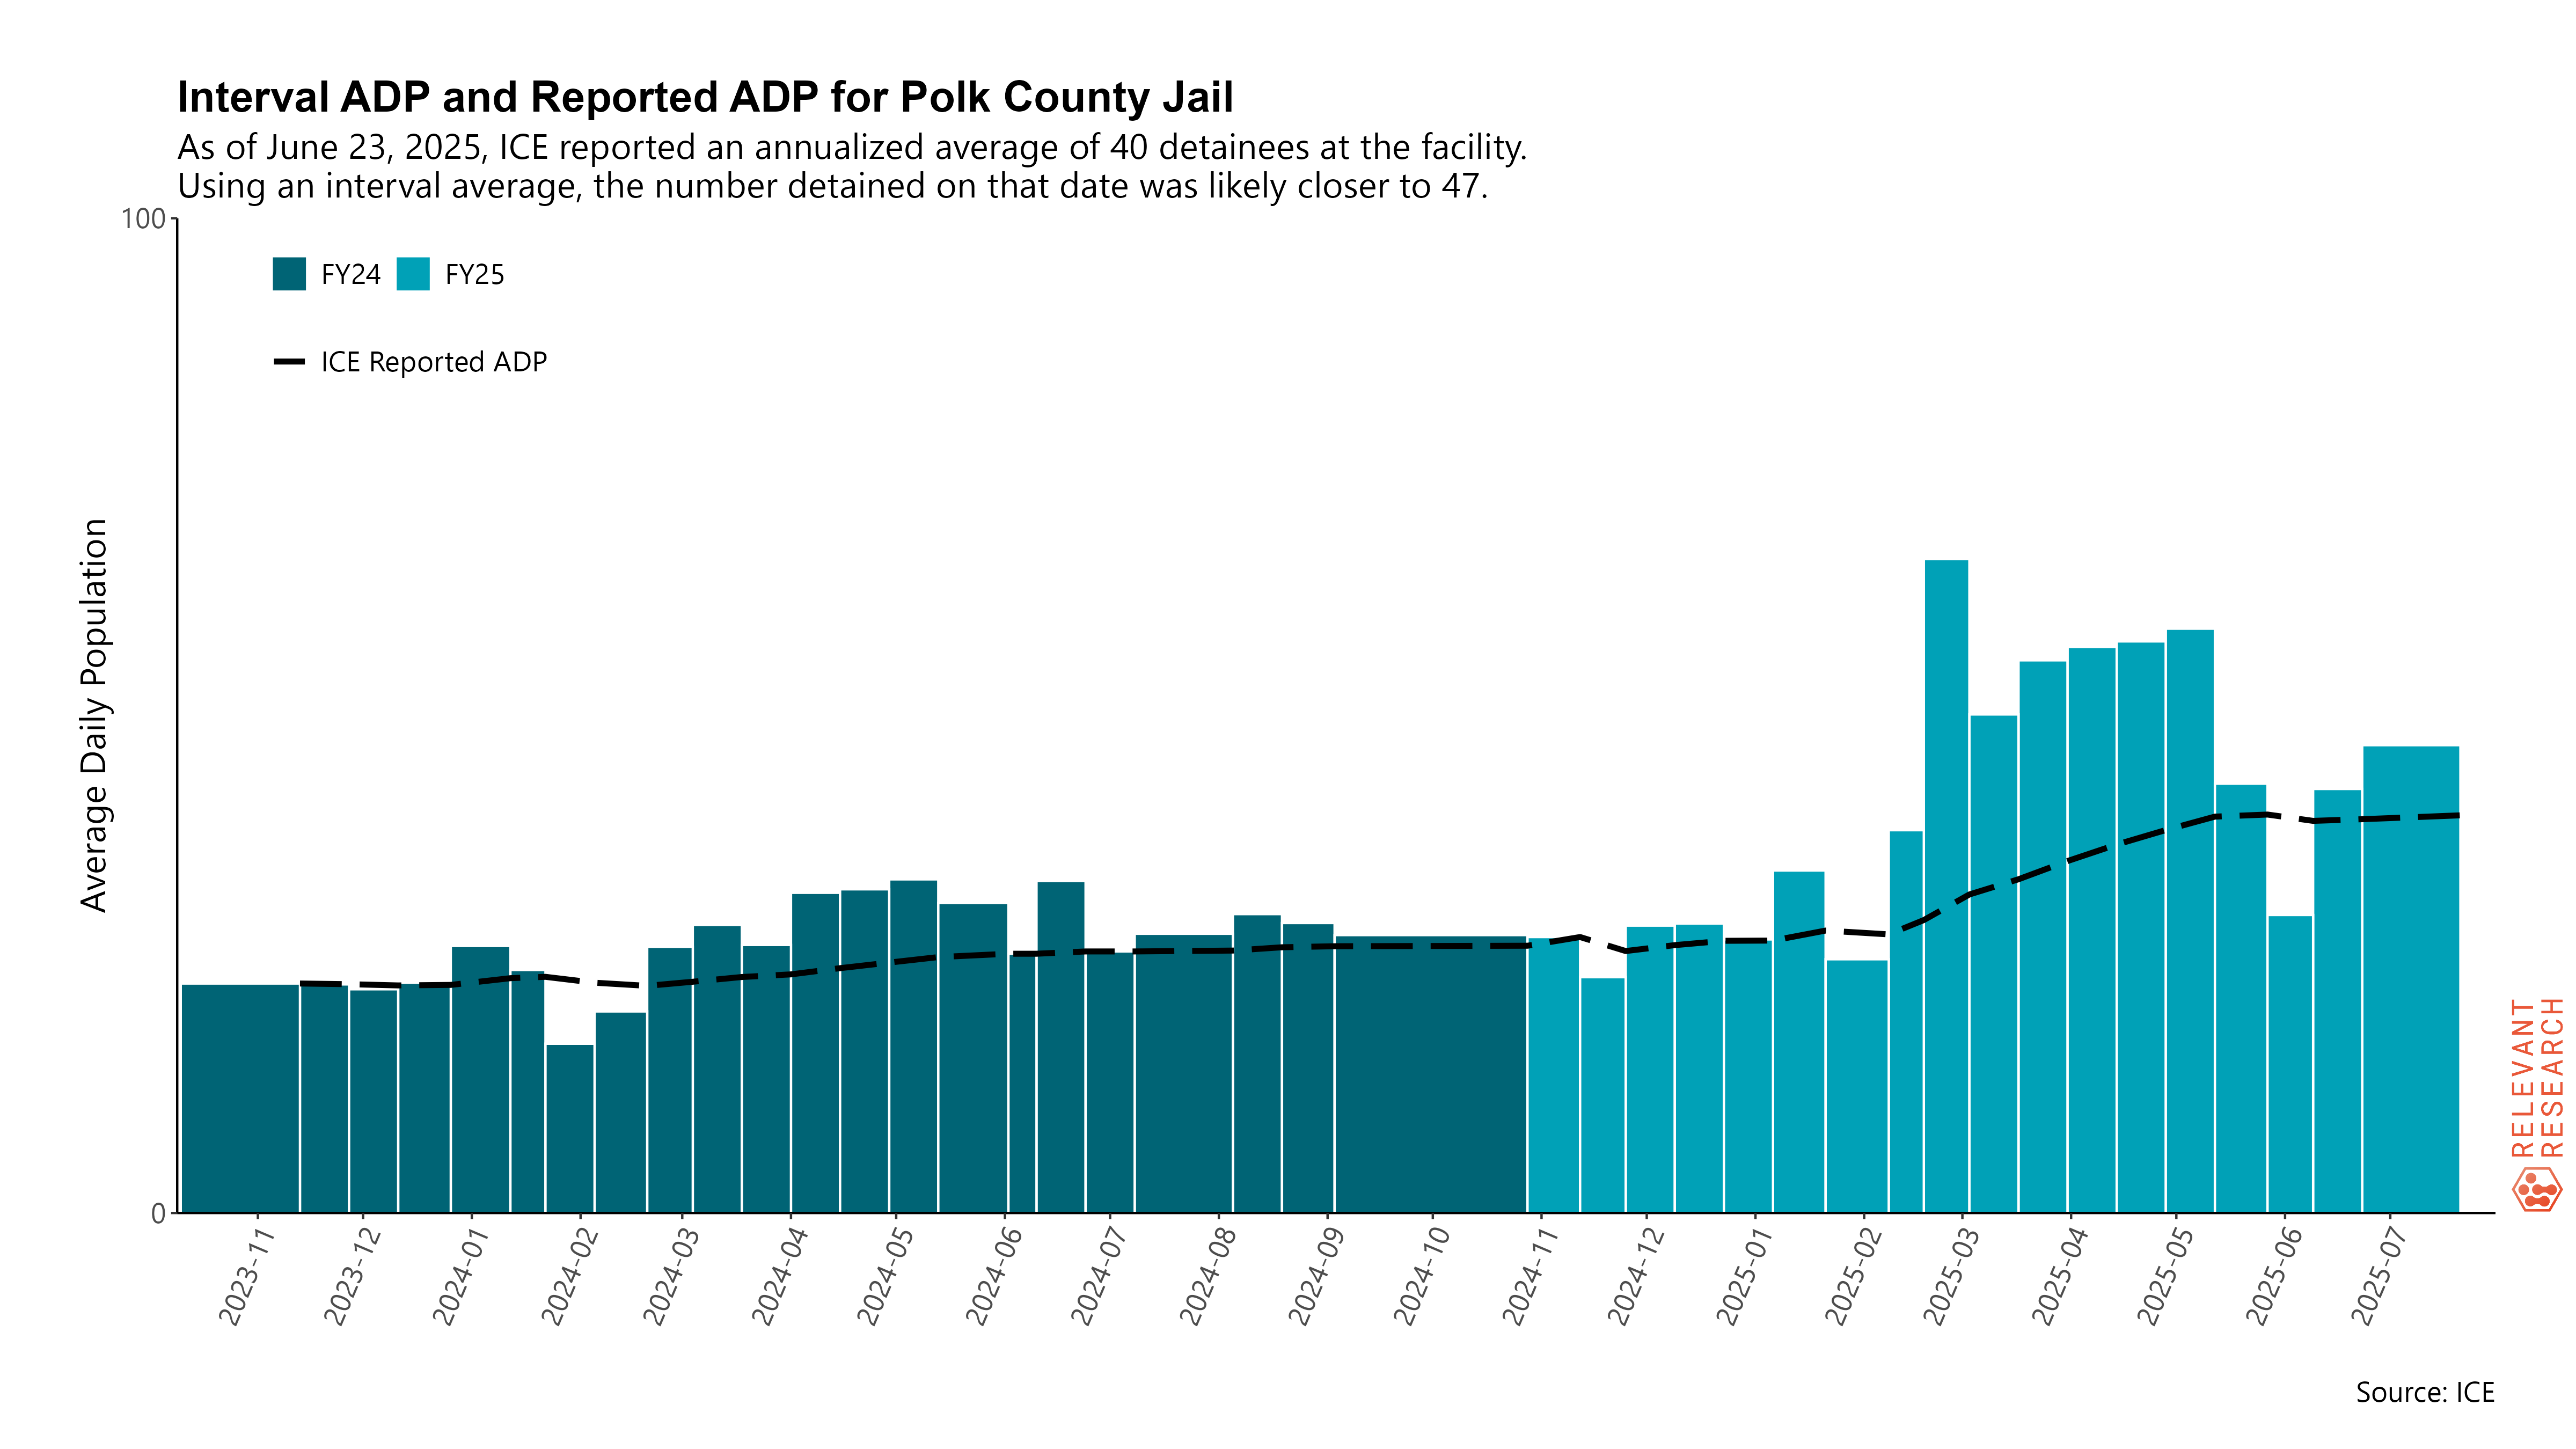 Interval ADP and Reported ADP for Polk County Jail
As of June 23, 2025, ICE reported an annualized average of 40 detainees at the facility.
Using an interval average, the number detained on that date was likely closer to 47.
100
FY24 FY25
ICE Reported ADP
Average Daily Population
0
2023-11
2023-12
2024-01
2024-02
2024-03
2024-04
2024-05
2024-06
2024-07
2024-08
2024-09
2024-10
2024-11
2024-12
2025-01
2025-02
2025-03
2025-04
2025-05
2025-06
2025-07
RELEVANT
RESEARCH
Source: ICE